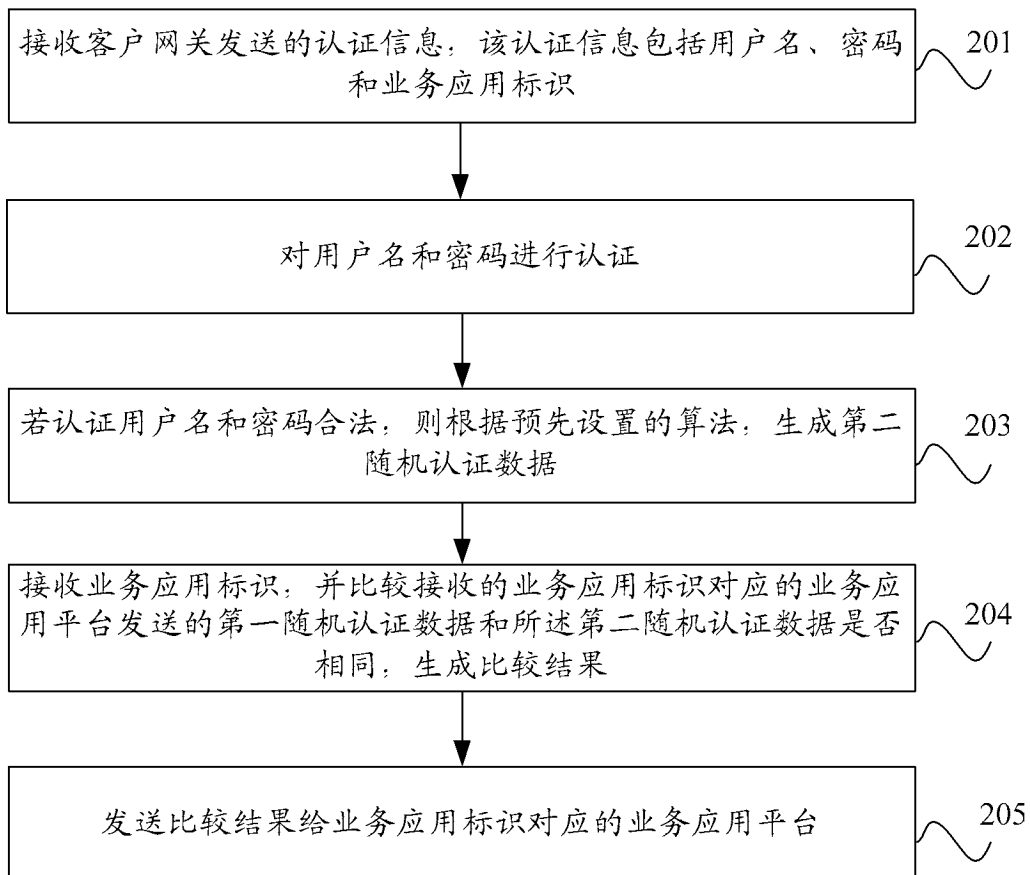 接收客户网关发送的认证信息，该认证信息包括用户名、密码
和业务应用标识
201
对用户名和密码进行认证
202
若认证用户名和密码合法，则根据预先设置的算法，生成第二
随机认证数据
203
接收业务应用标识，并比较接收的业务应用标识对应的业务应
用平台发送的第一随机认证数据和所述第二随机认证数据是否
相同，生成比较结果
204
发送比较结果给业务应用标识对应的业务应用平台
205